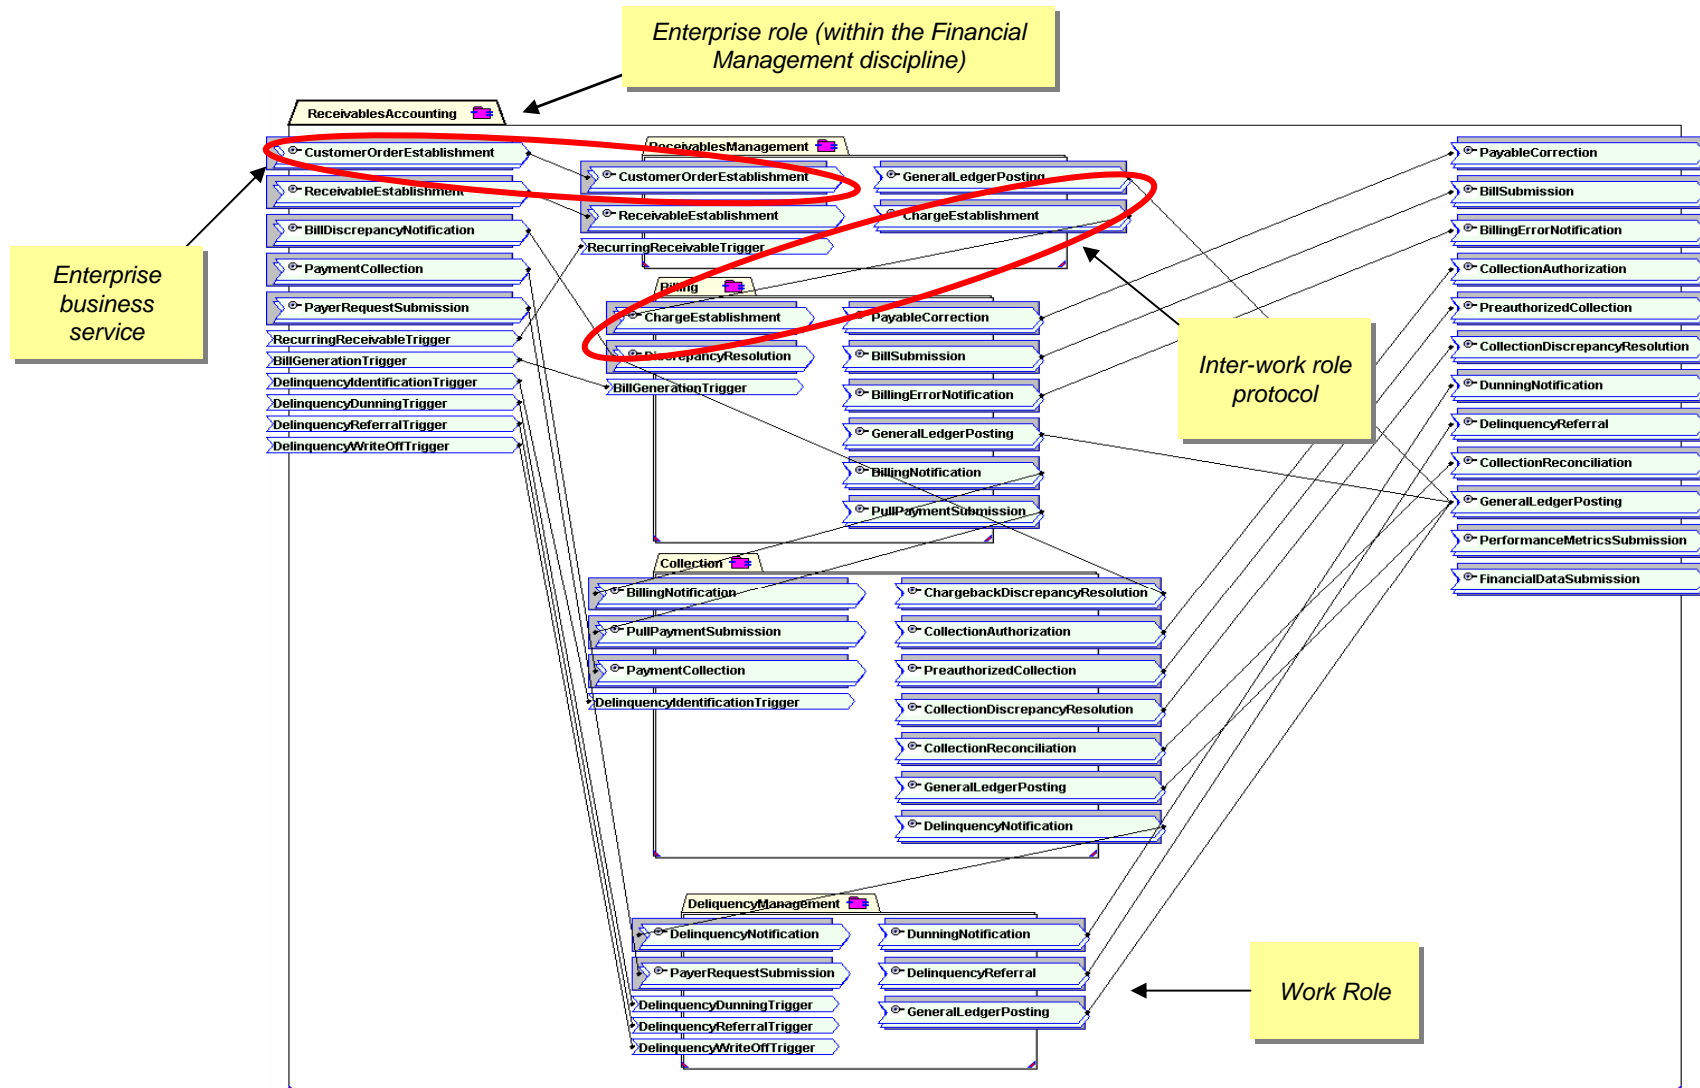 Enterprise role (within the Financial
Management discipline)
ReceivablesAccounting
CustomerOrderEstablishment
ReceivableEstablishment
BillDiscrepancyNotification
PaymentCollection
PayerRequestSubmission
RecurringReceivableTrigger
BillGenerationTrigger
DelinquencyIdentificationTrigger
DelinquencyDunningTrigger
DelinquencyReferralTrigger
DelinquencyWriteOffTrigger
Enterprise
business
service
ReceivablesManagement
CustomerOrderEstablishment
ReceivableEstablishment
RecurringReceivableTrigger
GeneralLedgerPosting
ChargeEstablishment
Billing
ChargeEstablishment
DiscrepancyResolution
BillGenerationTrigger
PayableCorrection
BillSubmission
BillingErrorNotification
GeneralLedgerPosting
BillingNotification
PullPaymentSubmission
Collection
BillingNotification
PullPaymentSubmission
PaymentCollection
DelinquencyIdentificationTrigger
ChargebackDiscrepancyResolution
CollectionAuthorization
PreauthorizedCollection
CollectionDiscrepancyResolution
CollectionReconciliation
GeneralLedgerPosting
DelinquencyNotification
DeliquencyManagement
DelinquencyNotification
PayerRequestSubmission
DelinquencyDunningTrigger
DelinquencyReferralTrigger
DelinquencyWriteOffTrigger
DunningNotification
DelinquencyReferral
GeneralLedgerPosting
Inter-work role
protocol
Work Role
PayableCorrection
BillSubmission
BillingErrorNotification
CollectionAuthorization
PreauthorizedCollection
CollectionDiscrepancyResolution
DunningNotification
DelinquencyReferral
CollectionReconciliation
GeneralLedgerPosting
PerformanceMetricsSubmission
FinancialDataSubmission